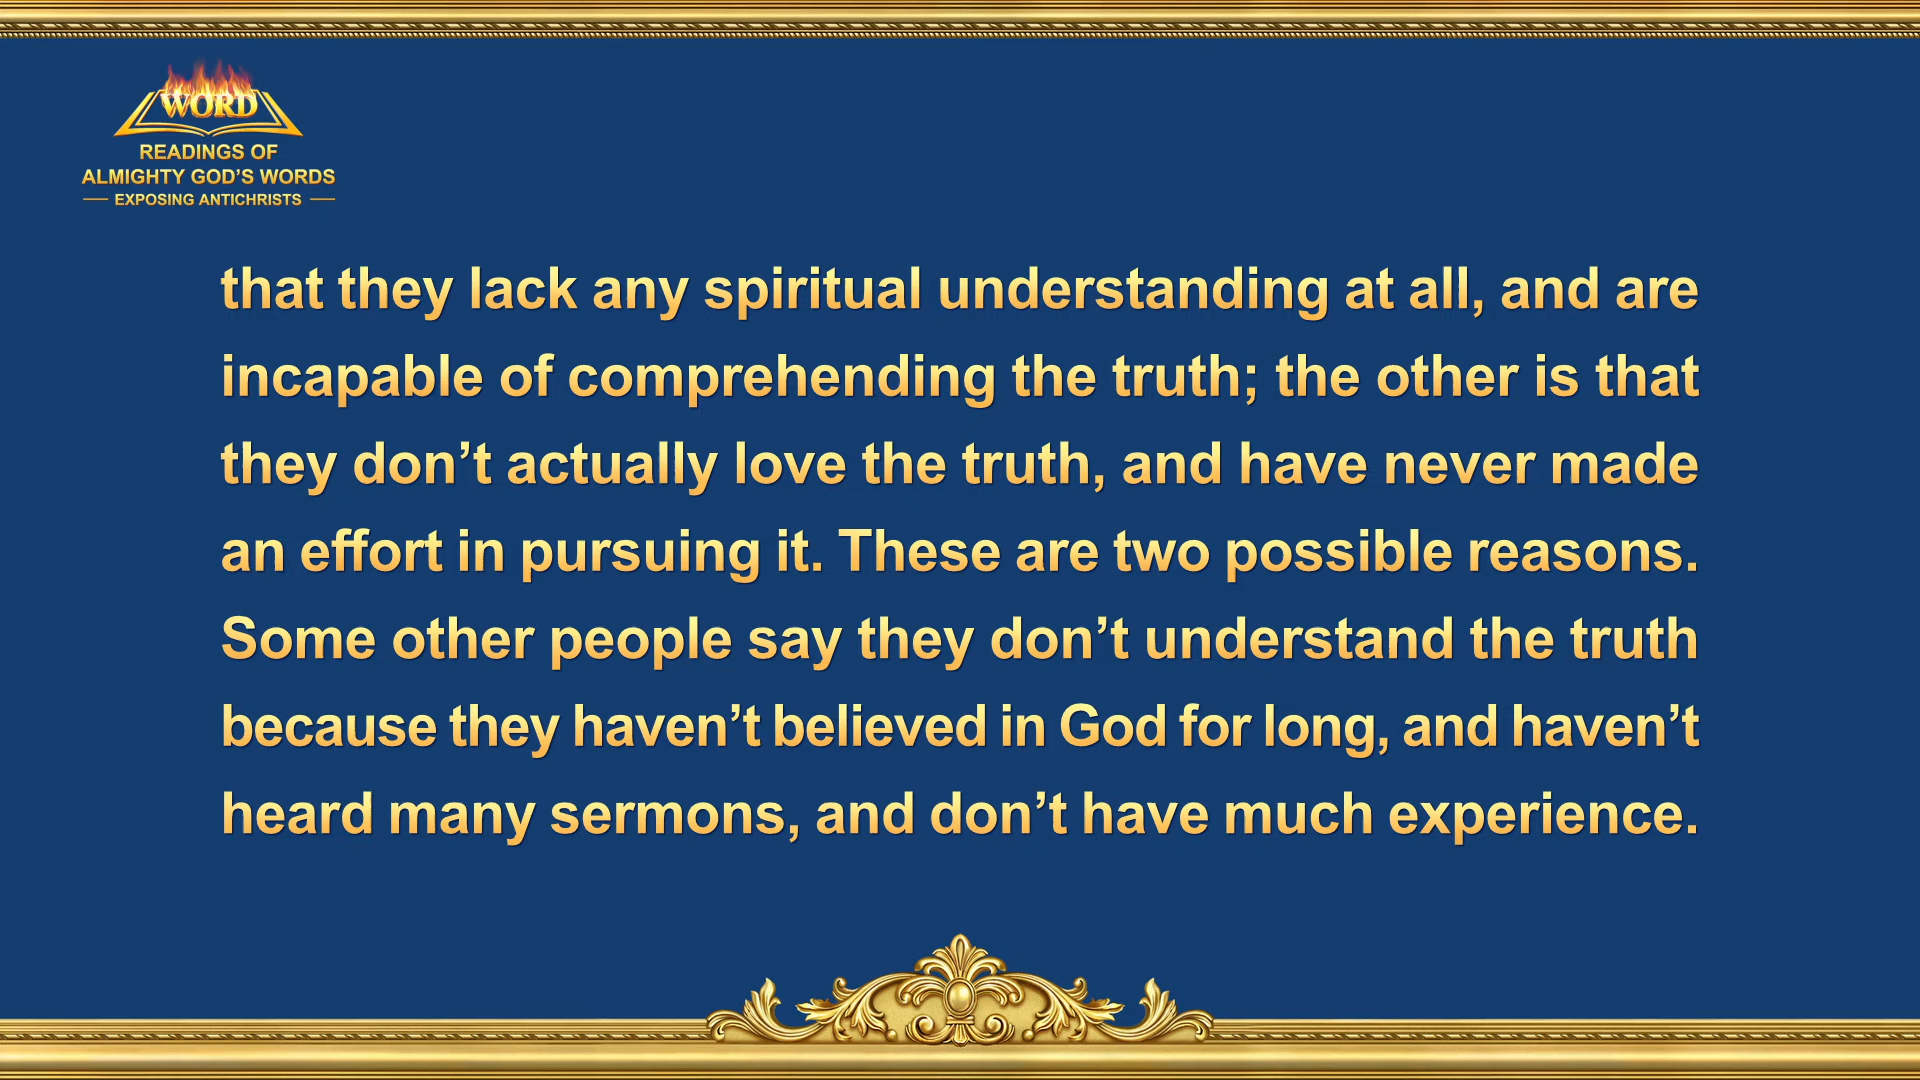 WORD
READINGS OF
ALMIGHTY GOD’S WORDS
EXPOSING ANTICHRISTS
that they lack any spiritual understanding at all, and are
incapable of comprehending the truth; the other is that
they don’t actually love the truth, and have never made
an effort in pursuing it. These are two possible reasons.
Some other people say they don’t understand the truth
because they haven’t believed in God for long, and haven’t
heard many sermons, and don’t have much experience.